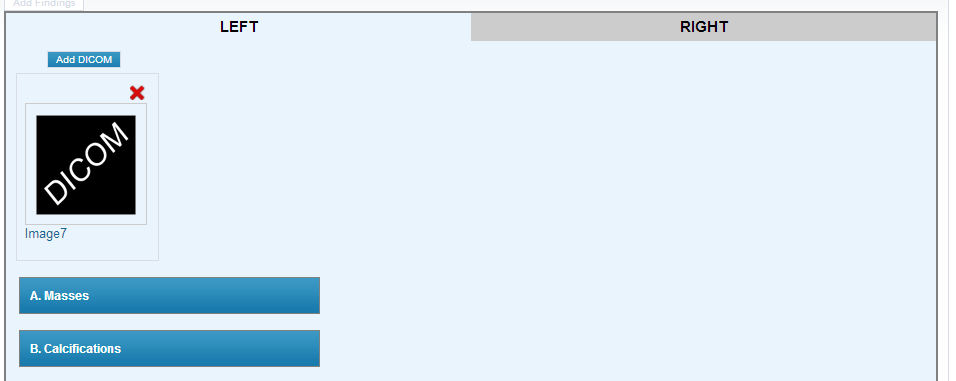 Add Findings
LEFT
RIGHT
Add DICOM
DICOM
Image7
A. Masses
B. Calcifications